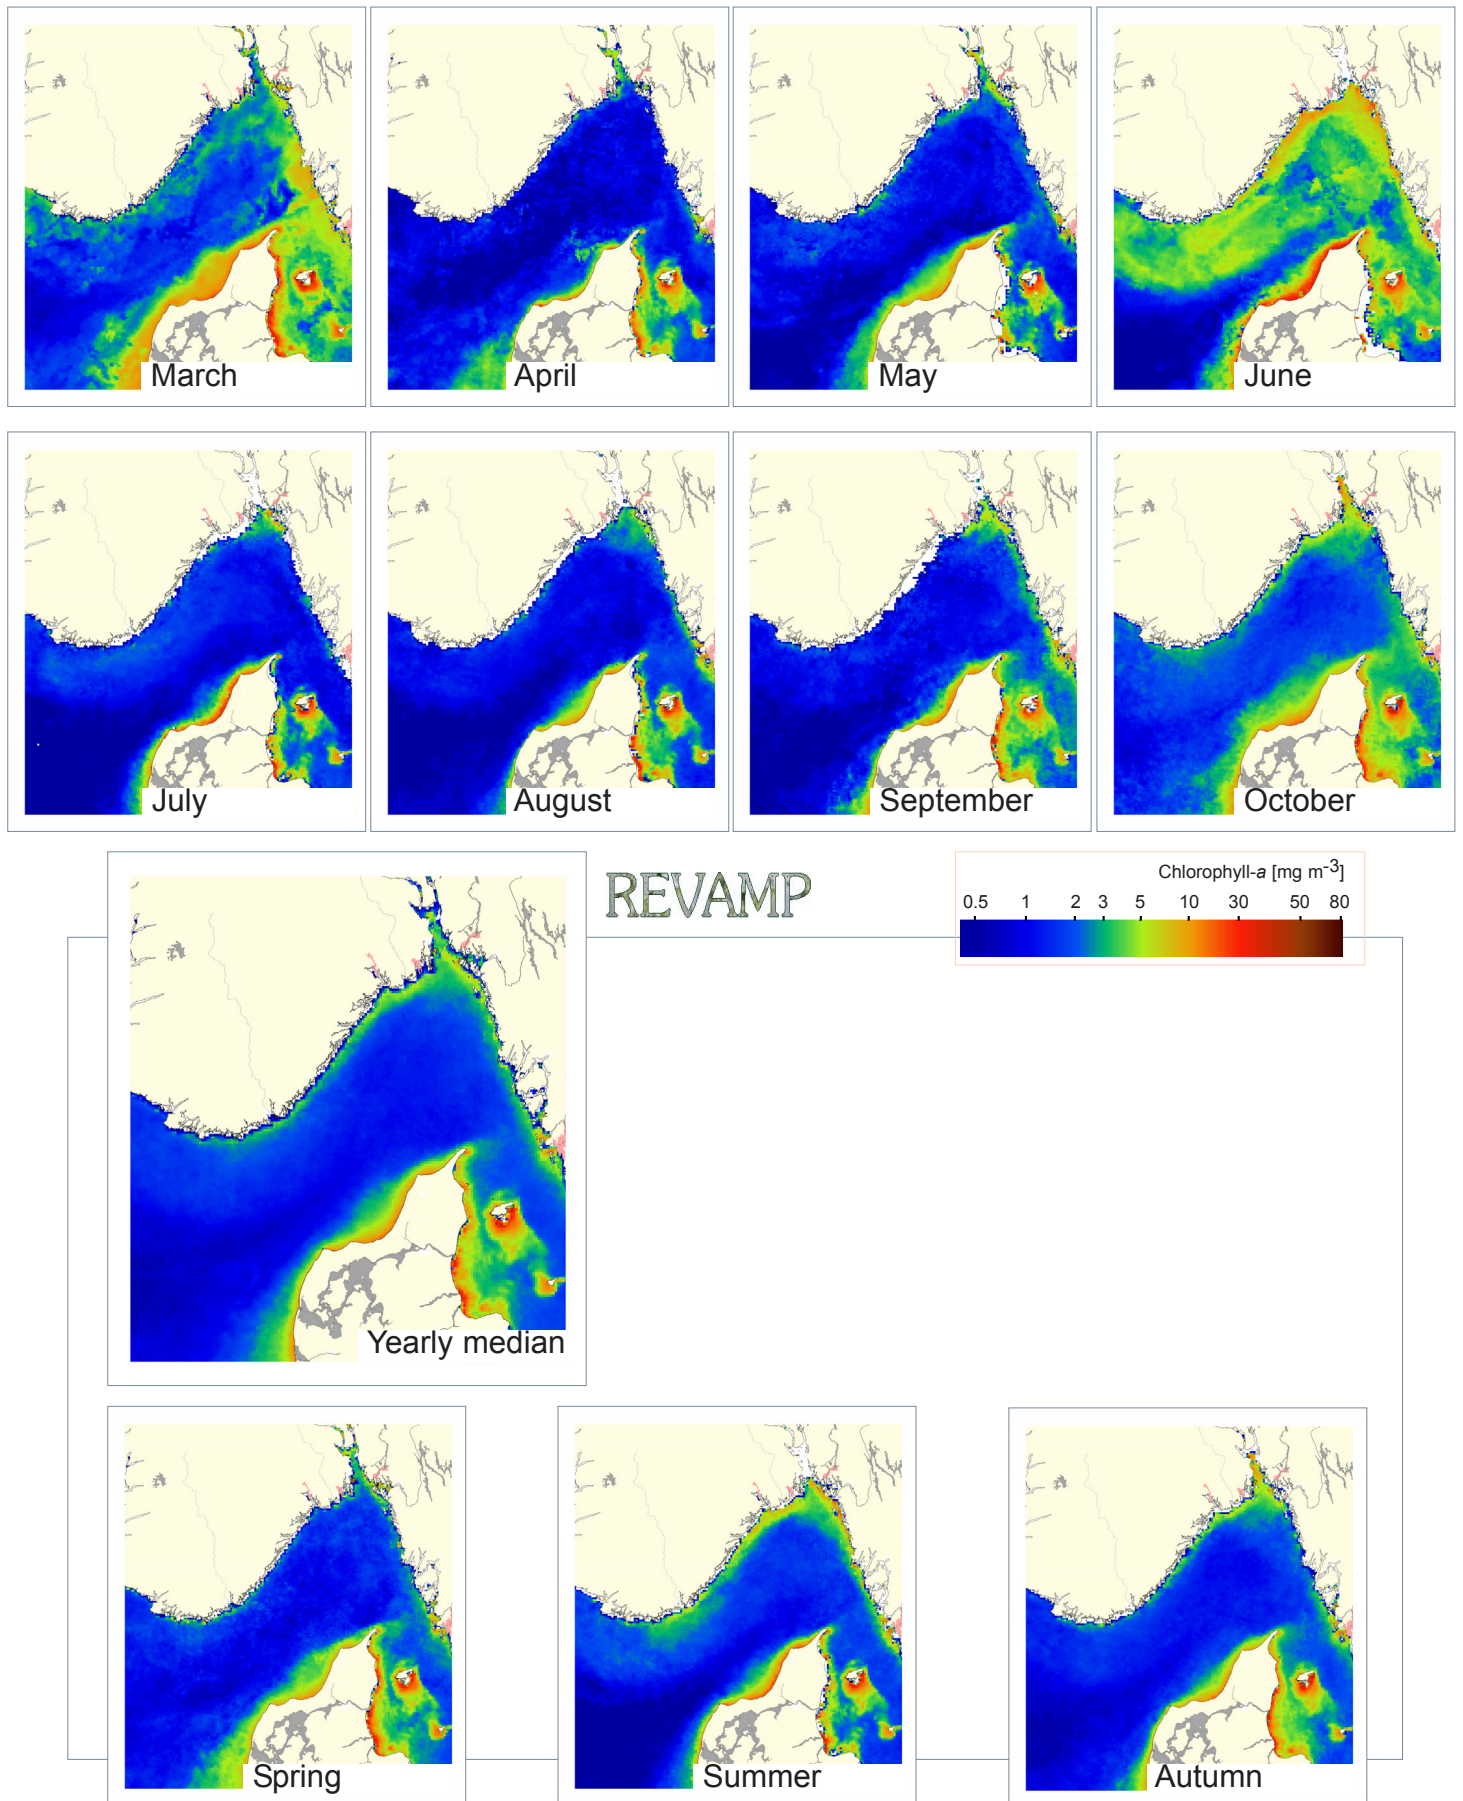 March
April
May
June
July
August
September
October
REVAMP
Chlorophyll-a [mg m-3]
0.5 1 2 3 5 10 30 50 80
Yearly median
Spring
Summer
Autumn